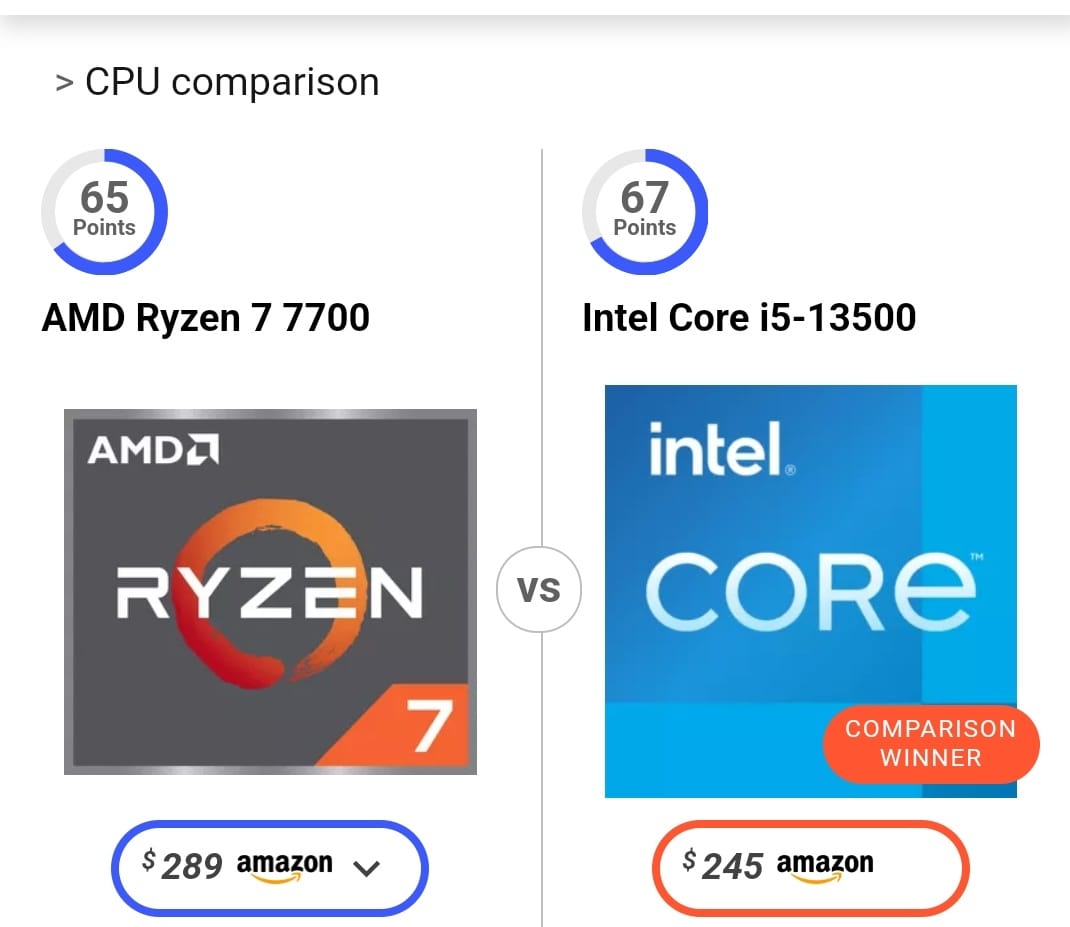 > CPU comparison
65
Points
AMD Ryzen 7 7700
AMD
RYZEN
7
VS
67
Points
Intel Core i5-13500
intel®
CORe™
COMPARISON
WINNER
$ 289 amazon
$ 245 amazon